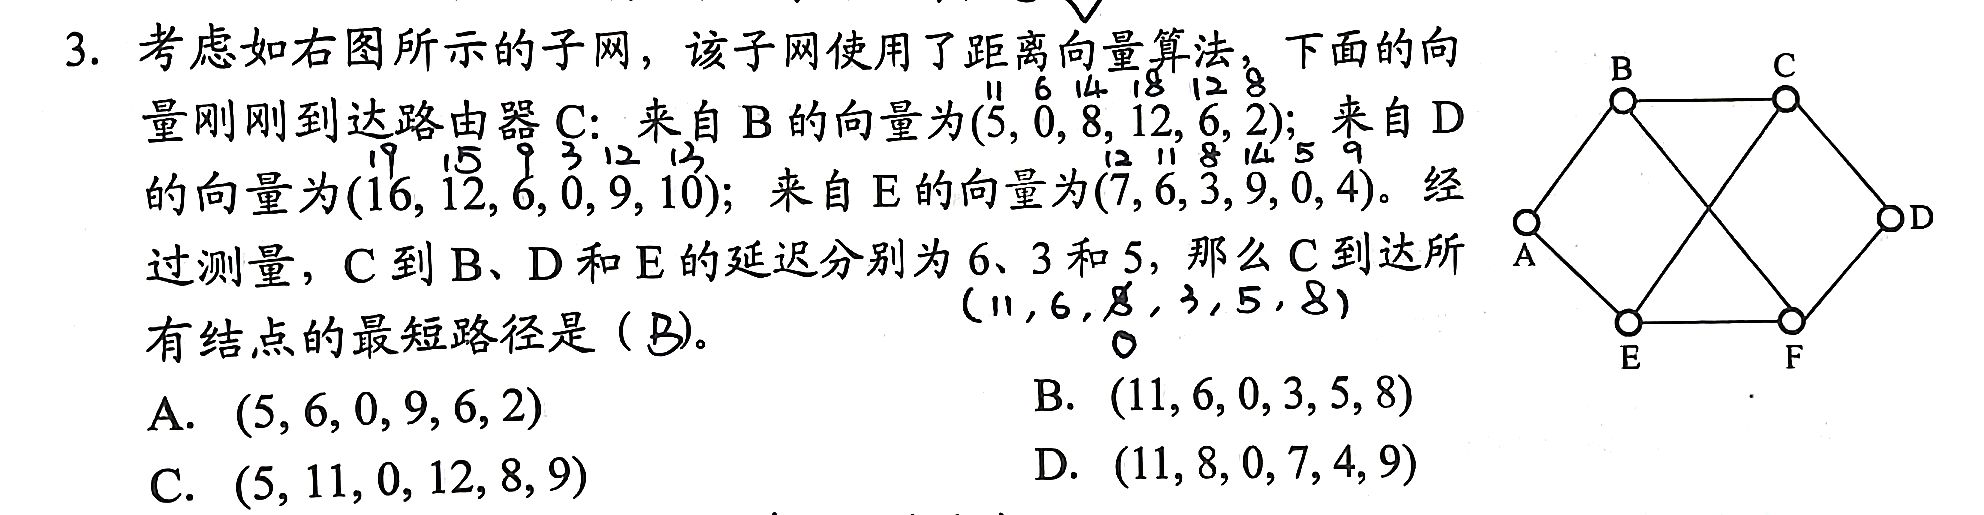 3. 考虑如右图所示的子网，该子网使用了距离向量算法，下面的向
11 6 14 18 12 8
量刚刚到达路由器 C：来自 B 的向量为(5, 0, 8, 12, 6, 2)；来自 D
19 15 9 3 12 13 12 11 8 14 5 9
的向量为(16, 12, 6, 0, 9, 10)；来自 E 的向量为(7, 6, 3, 9, 0, 4)。经
过测量，C 到 B、D 和 E 的延迟分别为 6、3 和 5，那么 C 到达所
(11, 6, 8, 3, 5, 8)
0
有结点的最短路径是（ B）。
A. (5, 6, 0, 9, 6, 2)
B. (11, 6, 0, 3, 5, 8)
C. (5, 11, 0, 12, 8, 9)
D. (11, 8, 0, 7, 4, 9)
B
C
A
D
E
F